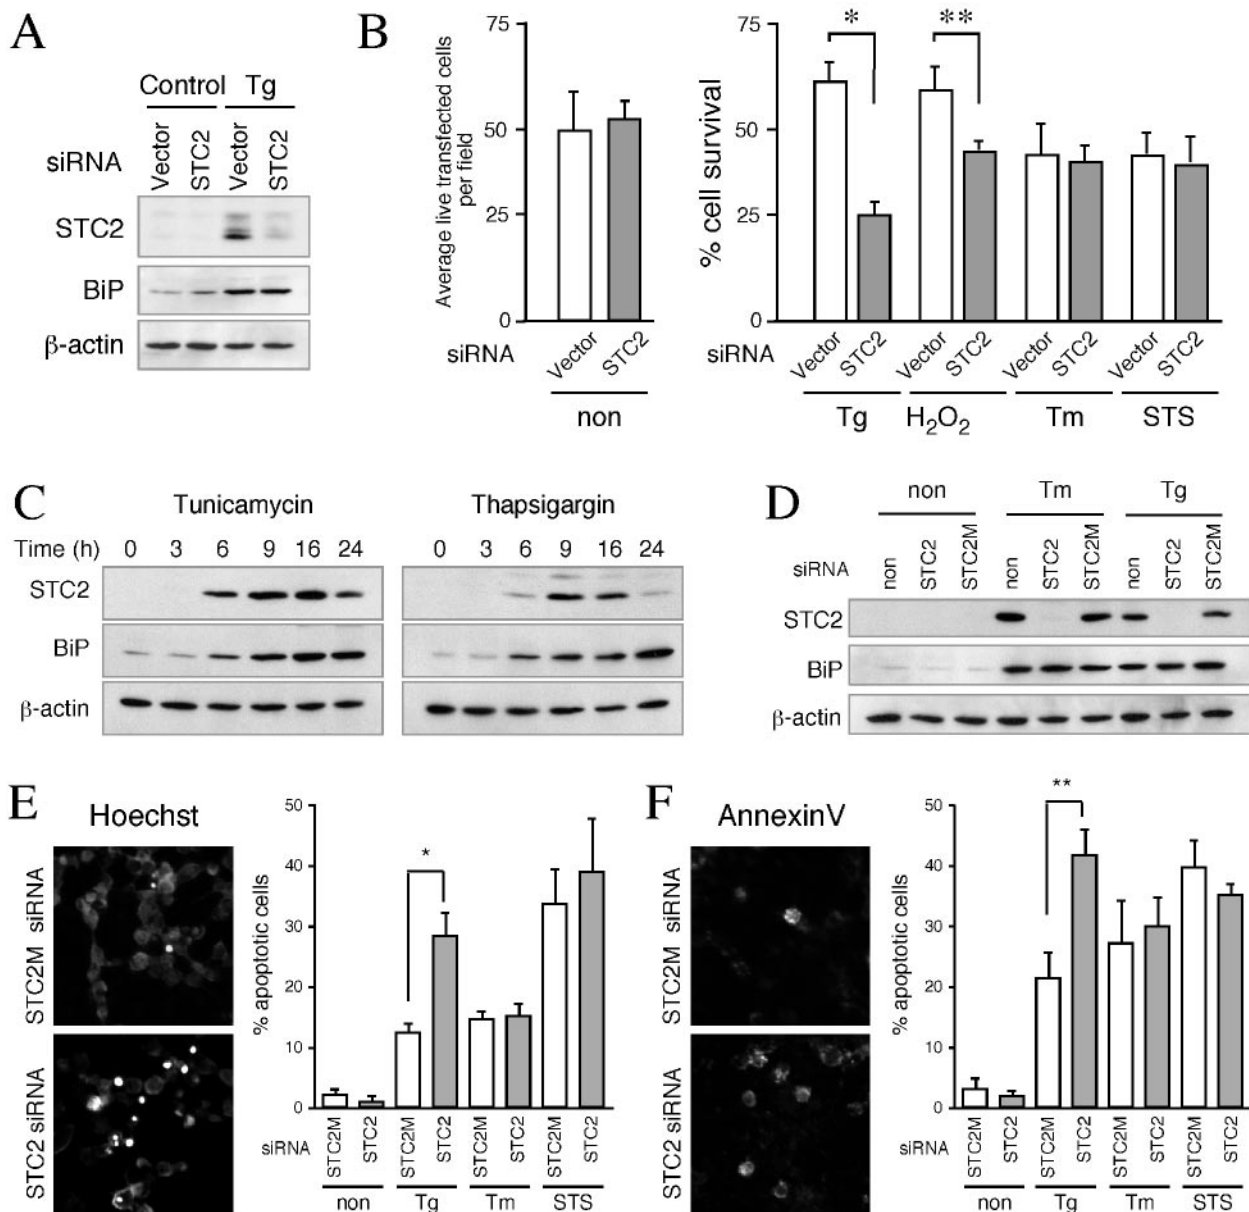 A
Control Tg
siRNA Vector STC2 Vector STC2
STC2
BiP
β-actin
B
Average live transfected cells
per field
75
50
25
0
siRNA Vector STC2
non
% cell survival
75
50
25
0
* **
siRNA Vector STC2 Vector STC2 Vector STC2 Vector STC2
Tg H2O2 Tm STS
C
Tunicamycin Thapsigargin
Time (h) 0 3 6 9 16 24 0 3 6 9 16 24
STC2
BiP
β-actin
D
non Tm Tg
siRNA non STC2 STC2M non STC2 STC2M non STC2 STC2M
STC2
BiP
β-actin
E
Hoechst
STC2M siRNA
STC2 siRNA
% apoptotic cells
50
40
30
20
10
0
*
siRNA STC2M STC2 STC2M STC2 STC2M STC2 STC2M STC2
non Tg Tm STS
F
AnnexinV
STC2M siRNA
STC2 siRNA
% apoptotic cells
50
40
30
20
10
0
**
siRNA STC2M STC2 STC2M STC2 STC2M STC2 STC2M STC2
non Tg Tm STS